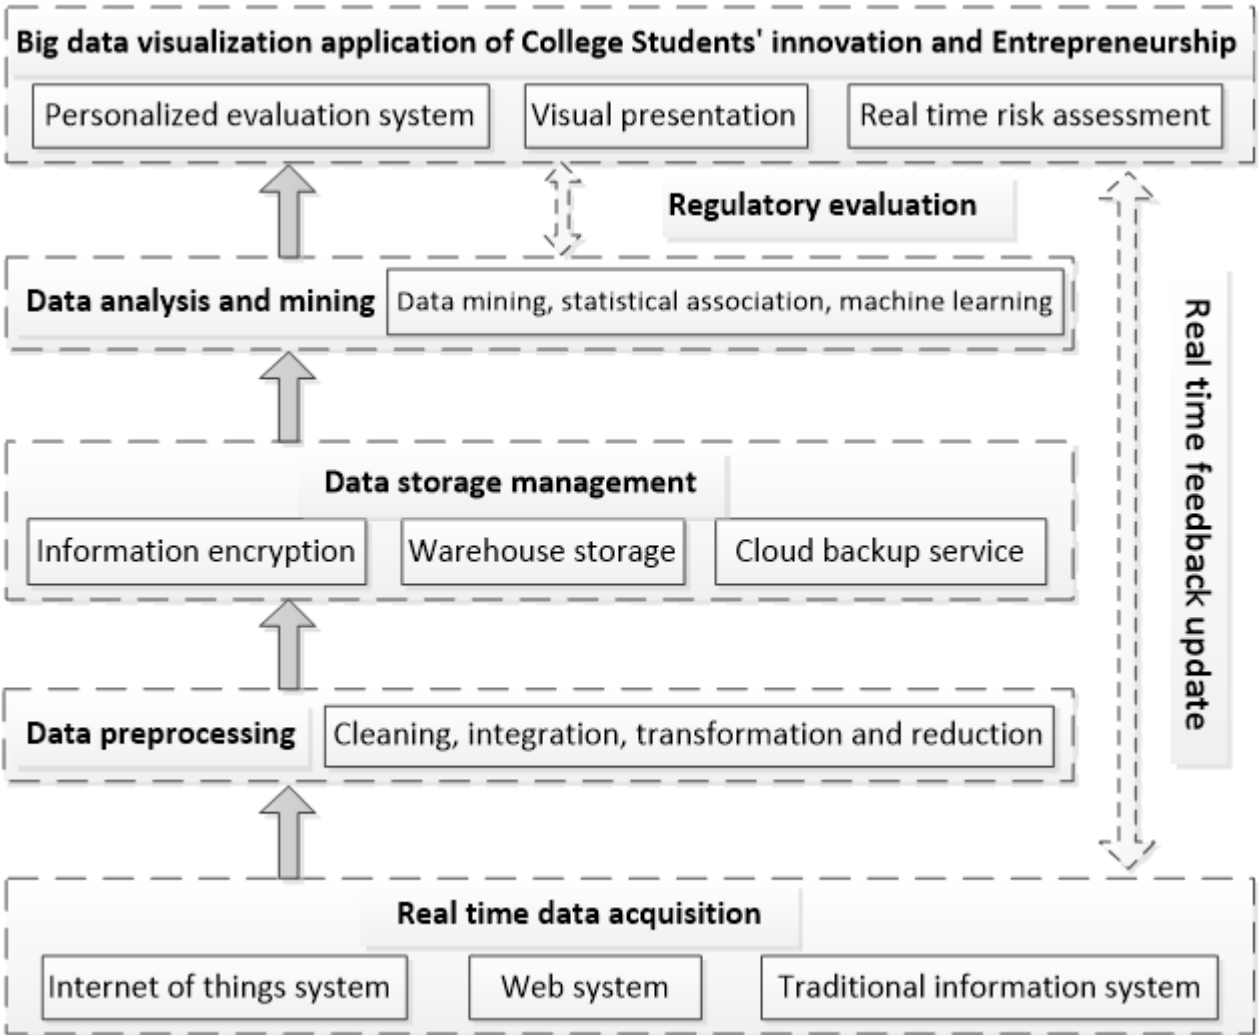 Big data visualization application of College Students' innovation and Entrepreneurship
Personalized evaluation system
Visual presentation
Real time risk assessment
Regulatory evaluation
Data analysis and mining
Data mining, statistical association, machine learning
Real time feedback update
Data storage management
Information encryption
Warehouse storage
Cloud backup service
Data preprocessing
Cleaning, integration, transformation and reduction
Real time data acquisition
Internet of things system
Web system
Traditional information system